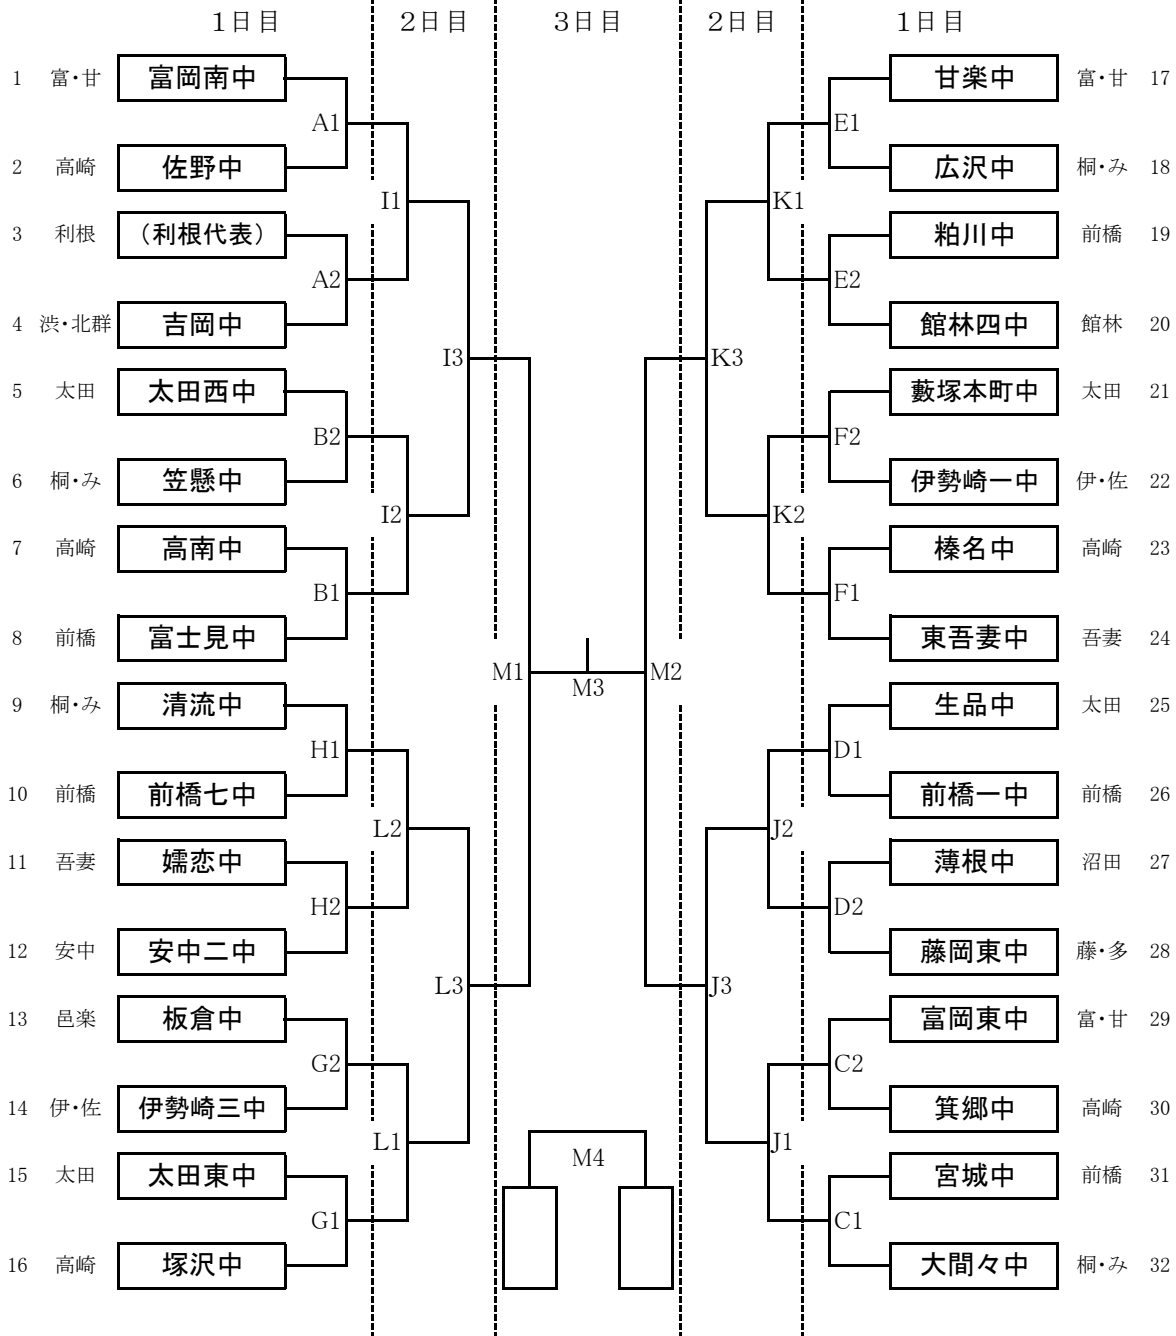 1日目 2日目 3日目 2日目 1日目
1 富・甘 富岡南中 甘楽中 富・甘 17
A1 E1
2 高崎 佐野中 広沢中 桐・み 18
I1 K1
3 利根 (利根代表) 粕川中 前橋 19
A2 E2
4 渋・北群 吉岡中 館林四中 館林 20
I3 K3
5 太田 太田西中 藪塚本町中 太田 21
B2 F2
6 桐・み 笠懸中 伊勢崎一中 伊・佐 22
I2 K2
7 高崎 高南中 榛名中 高崎 23
B1 F1
8 前橋 富士見中 東吾妻中 吾妻 24
M1 M3 M2
9 桐・み 清流中 生品中 太田 25
H1 D1
10 前橋 前橋七中 前橋一中 前橋 26
L2 J2
11 吾妻 嬬恋中 薄根中 沼田 27
H2 D2
12 安中 安中二中 藤岡東中 藤・多 28
L3 J3
13 邑楽 板倉中 富岡東中 富・甘 29
G2 C2
14 伊・佐 伊勢崎三中 箕郷中 高崎 30
L1 M4 J1
15 太田 太田東中 宮城中 前橋 31
G1 C1
16 高崎 塚沢中 大間々中 桐・み 32